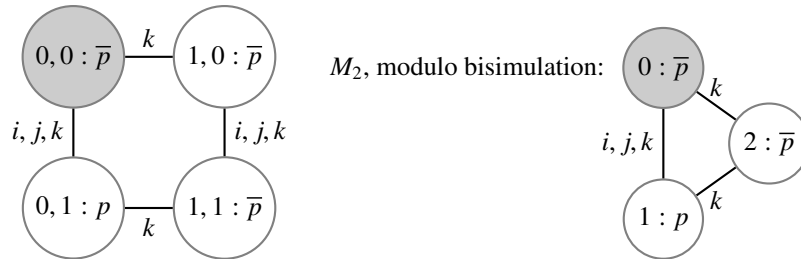 0, 0 : p̅ k 1, 0 : p̅
i, j, k i, j, k
0, 1 : p k 1, 1 : p̅
M₂, modulo bisimulation:
0 : p̅
k
i, j, k
2 : p̅
k
1 : p